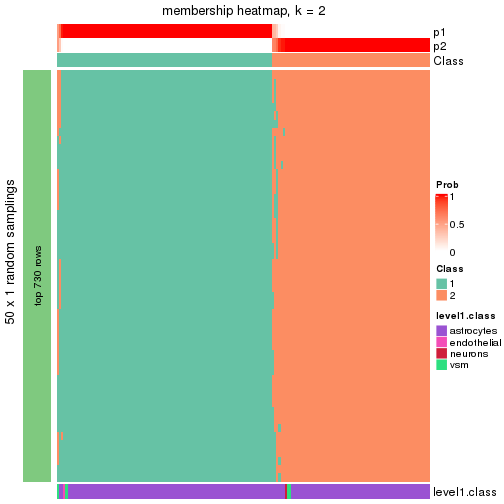 membership heatmap, k = 2
p1
p2
Class
50 x 1 random samplings
top 730 rows
Prob
1
0.5
0
Class
1
2
level1.class
astrocytes
endothelial
neurons
vsm
level1.class